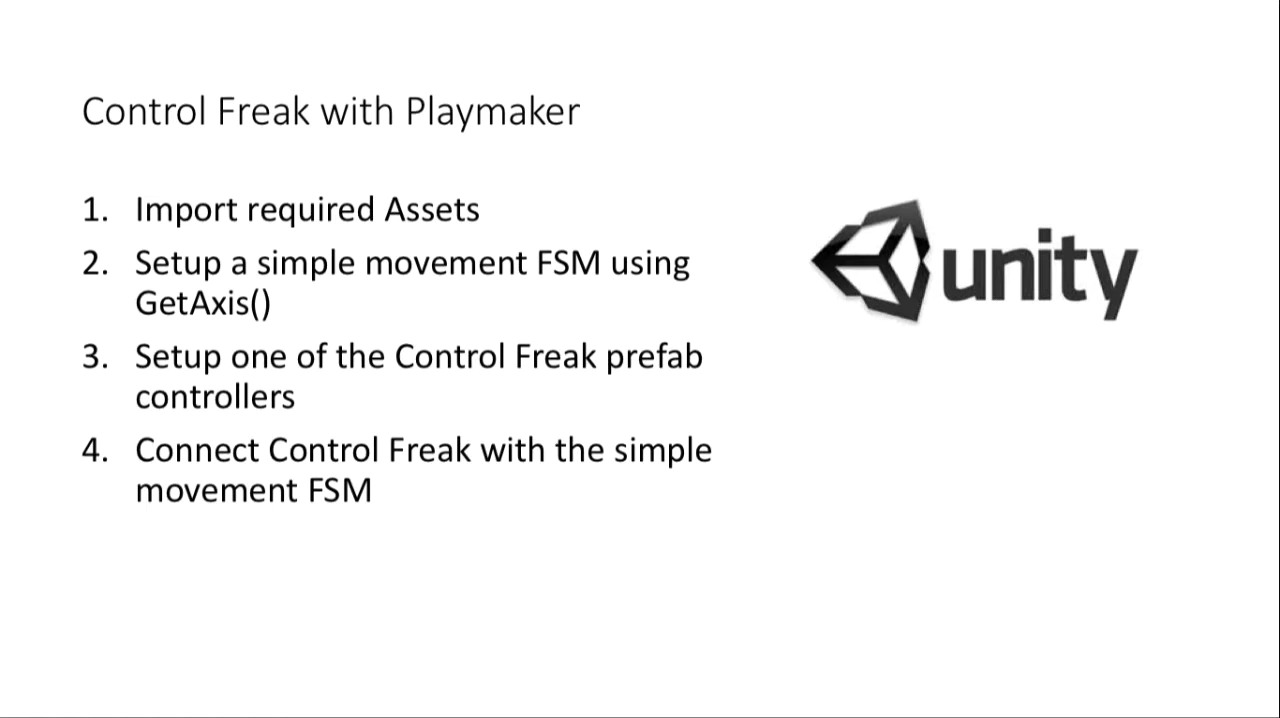 Control Freak with Playmaker
1. Import required Assets
2. Setup a simple movement FSM using
GetAxis()
3. Setup one of the Control Freak prefab
controllers
4. Connect Control Freak with the simple
movement FSM
unity